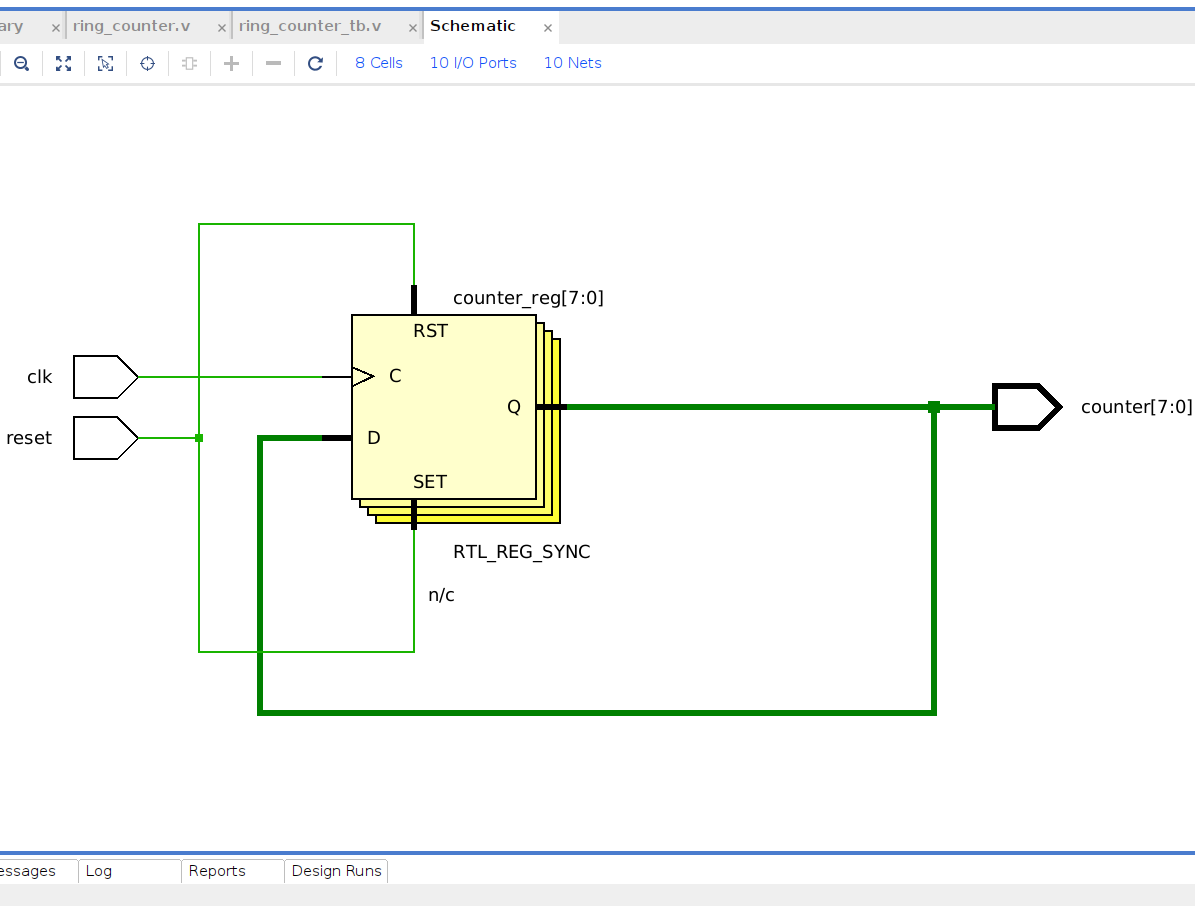 ary × ring_counter.v × ring_counter_tb.v × Schematic ×
8 Cells 10 I/O Ports 10 Nets
counter_reg[7:0]
RST
clk C
Q counter[7:0]
reset D
SET
RTL_REG_SYNC
n/c
essages Log Reports Design Runs